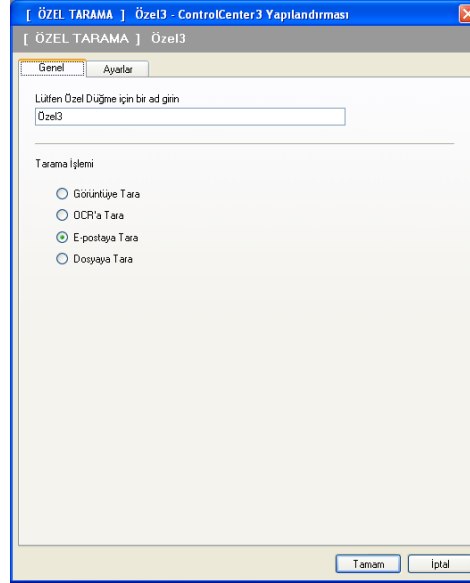 [ ÖZEL TARAMA ] Özel3 - ControlCenter3 Yapılandırması
[ ÖZEL TARAMA ] Özel3
Genel Ayarlar
Lütfen Özel Düğme için bir ad girin
Özel3
Tarama İşlemi
Görüntüye Tara
OCR'a Tara
E-postaya Tara
Dosyaya Tara
Tamam İptal